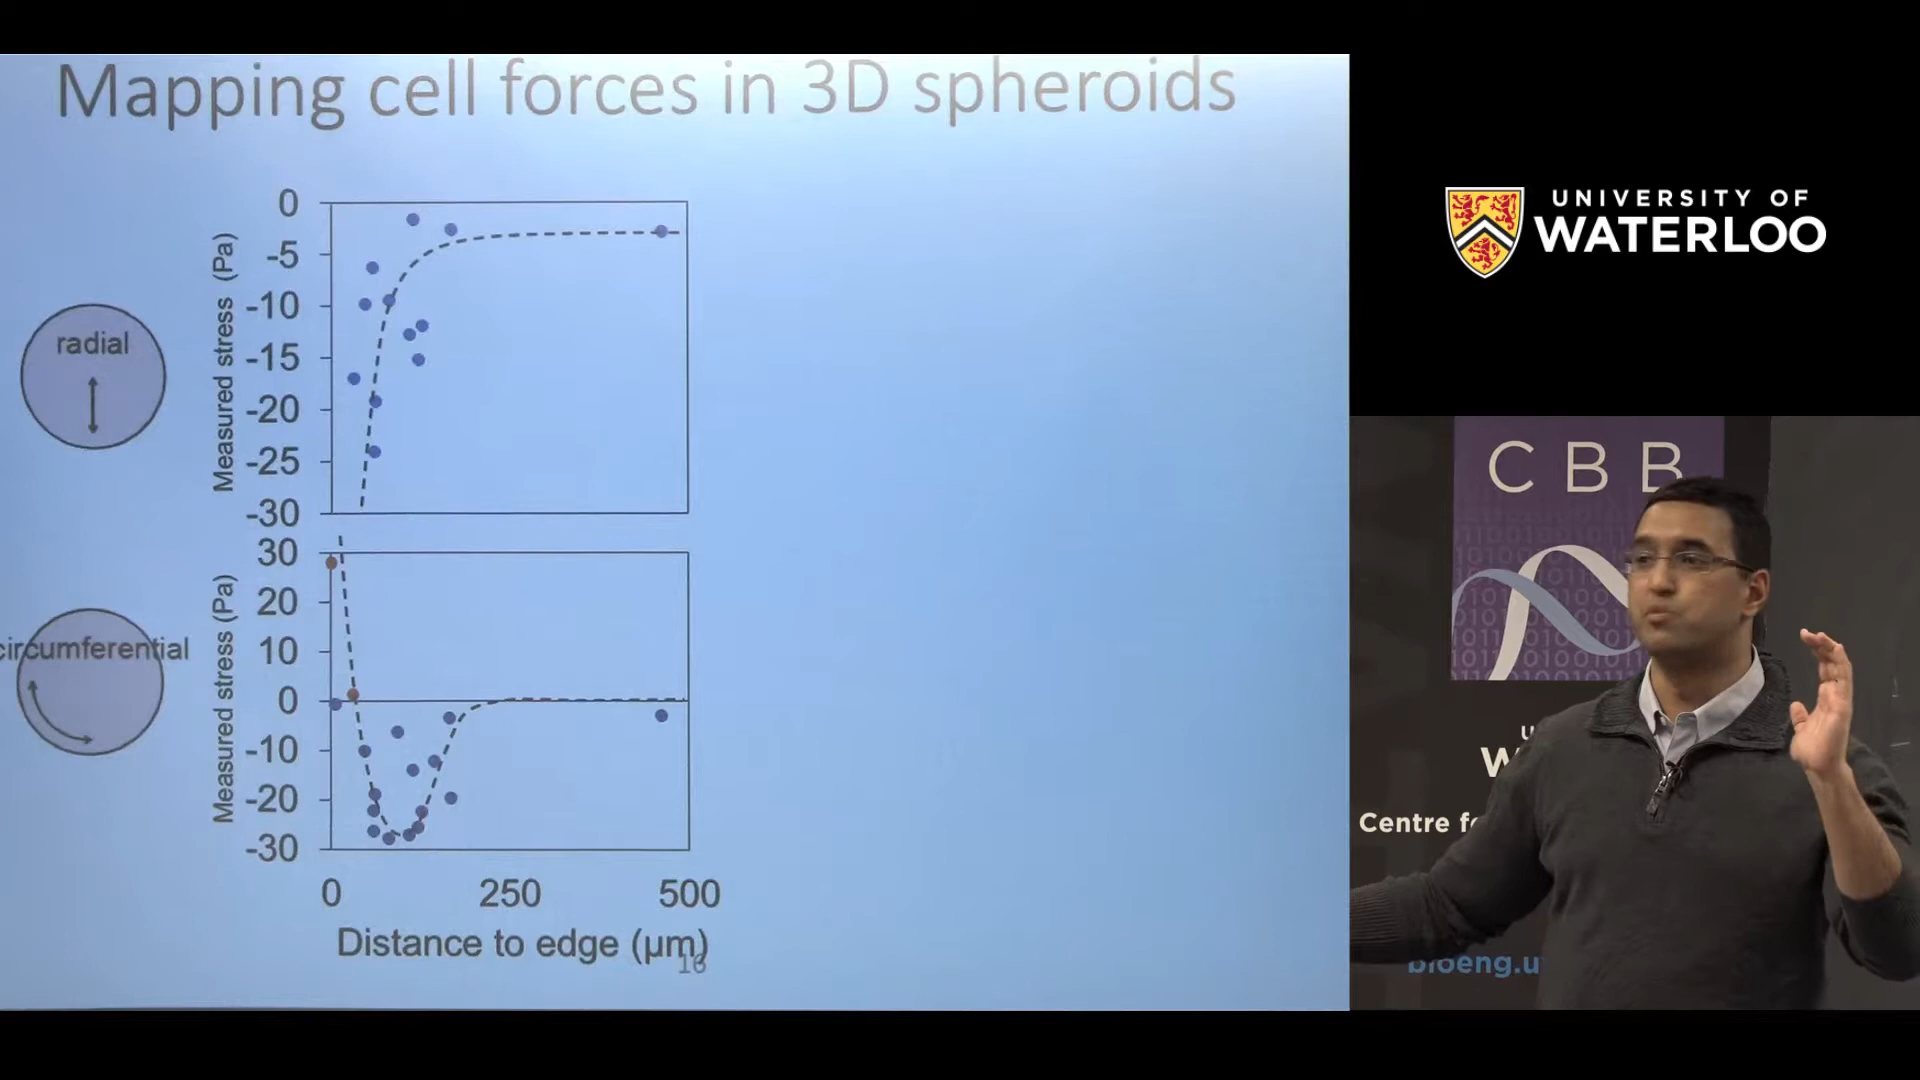 Mapping cell forces in 3D spheroids
radial
Measured stress (Pa)
0
-5
-10
-15
-20
-25
-30
circumferential
Measured stress (Pa)
30
20
10
0
-10
-20
-30
0 250 500
Distance to edge (µm)
16
UNIVERSITY OF
WATERLOO
CBB
Centre
bioeng.u